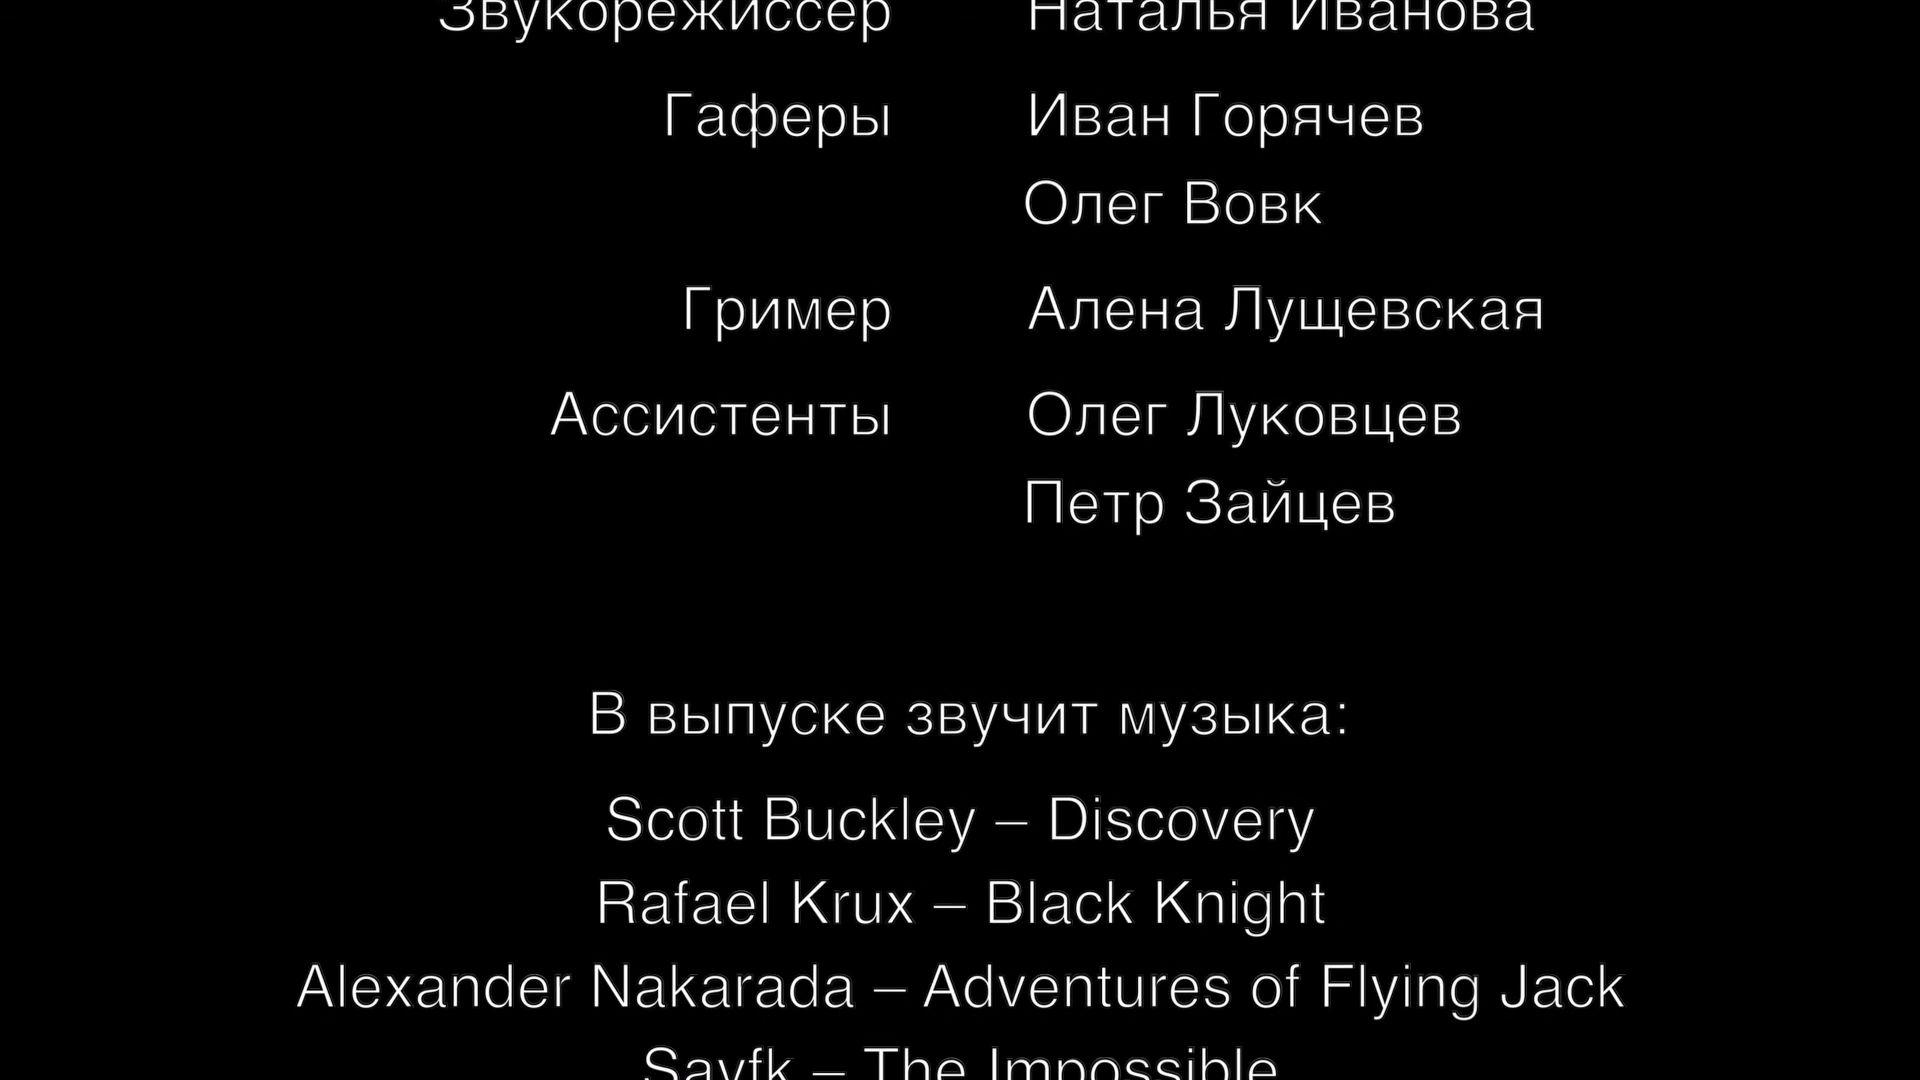 Звукорежиссер Наталья Иванова
Гаферы Иван Горячев
Олег Вовк
Гример Алена Лущевская
Ассистенты Олег Луковцев
Петр Зайцев
В выпуске звучит музыка:
Scott Buckley – Discovery
Rafael Krux – Black Knight
Alexander Nakarada – Adventures of Flying Jack
Sayfk – The Impossible